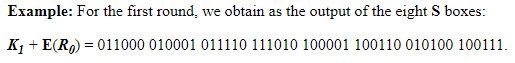 Example: For the first round, we obtain as the output of the eight S boxes:
K1 + E(R0) = 011000 010001 011110 111010 100001 100110 010100 100111.